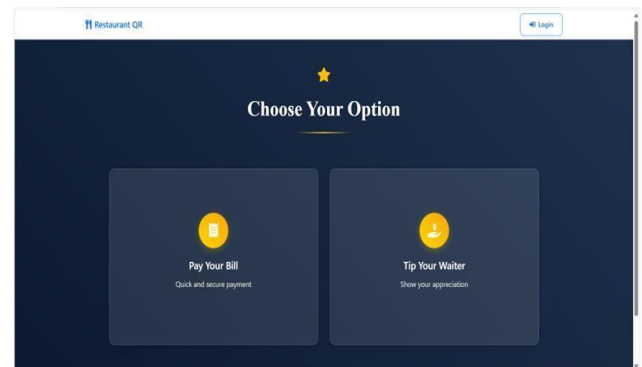 Restaurant QR
Login
Choose Your Option
Pay Your Bill
Quick and secure payment
Tip Your Waiter
Show your appreciation